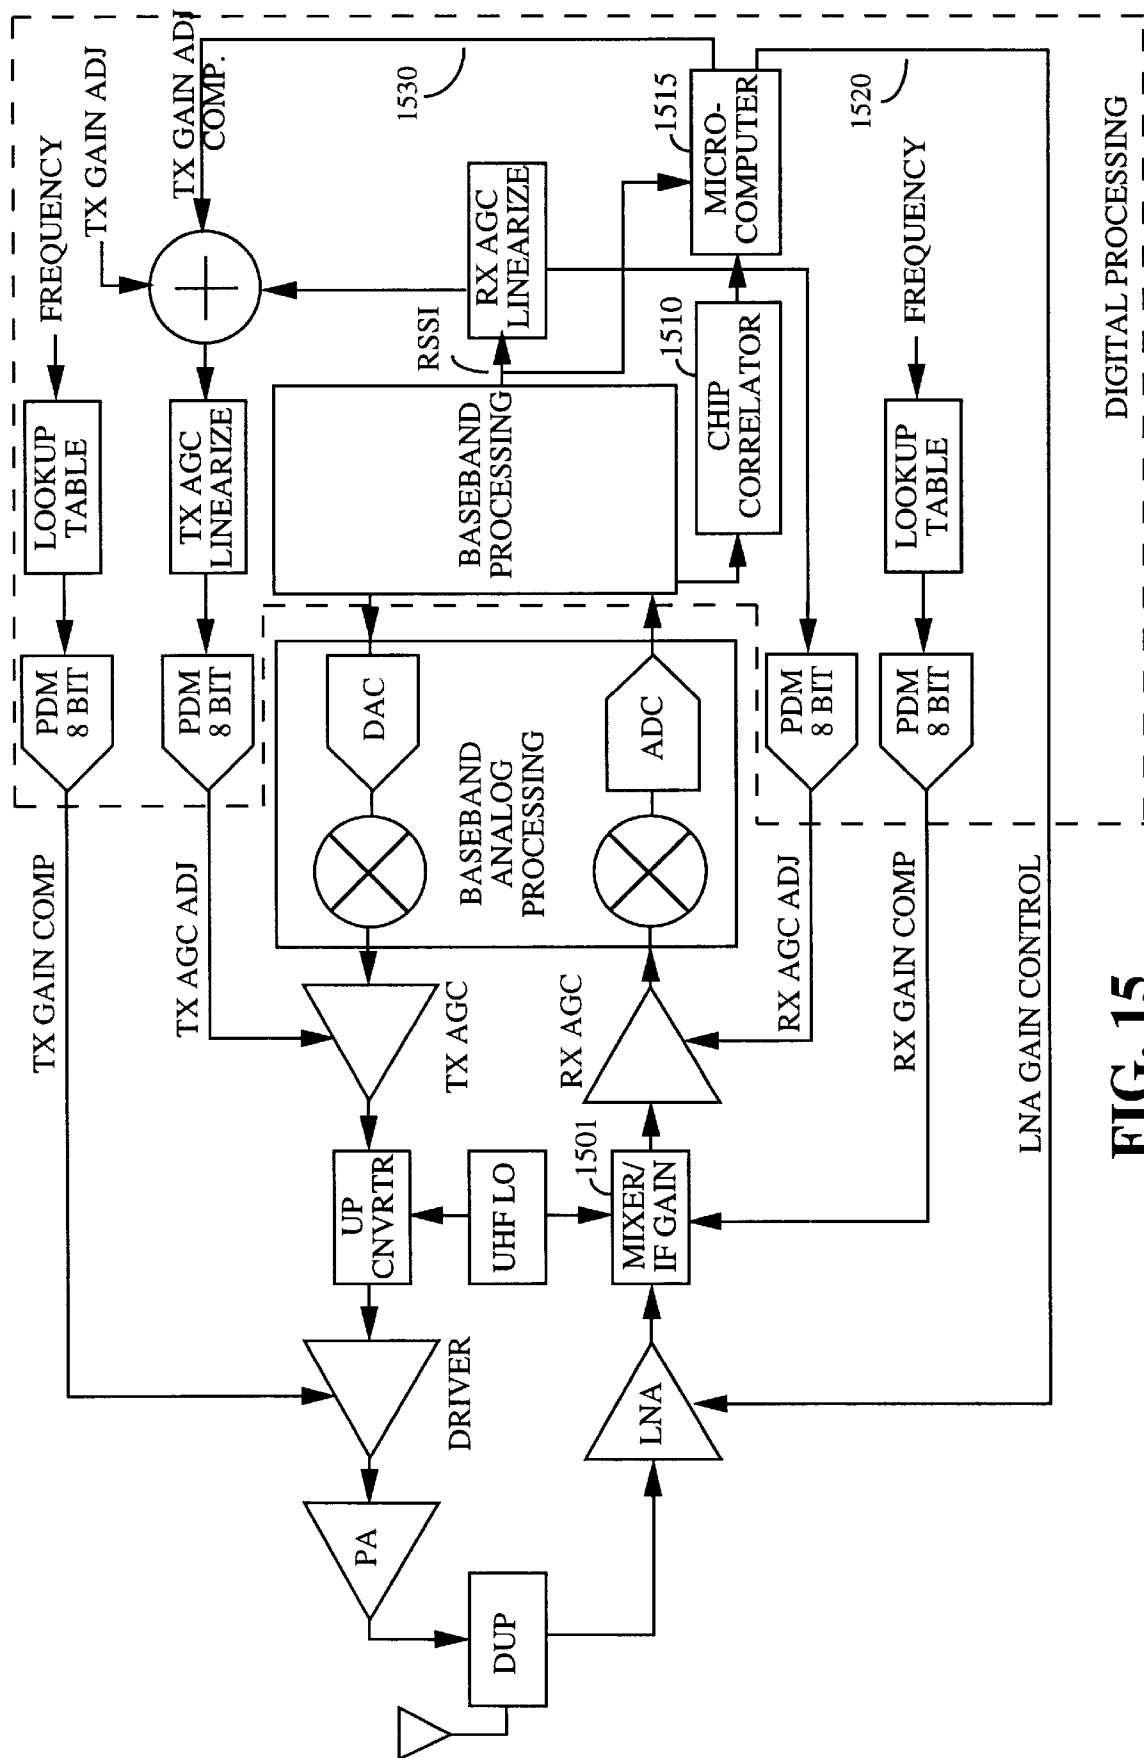 TX GAIN COMP
PDM
8 BIT
LOOKUP
TABLE
FREQUENCY
TX GAIN ADJ
TX AGC ADJ
PDM
8 BIT
TX AGC
LINEARIZE
TX GAIN ADJ
COMP.
PA
DRIVER
UP
CNVRTR
TX AGC
DAC
BASEBAND
ANALOG
PROCESSING
BASEBAND
PROCESSING
RSSI
RX AGC
LINEARIZE
1530
DUP
UHF LO
LNA
MIXER/
IF GAIN
1501
RX AGC
ADC
CHIP
CORRELATOR
1510
MICRO-
COMPUTER
1515
RX AGC ADJ
PDM
8 BIT
RX GAIN COMP
PDM
8 BIT
LOOKUP
TABLE
FREQUENCY
1520
LNA GAIN CONTROL
DIGITAL PROCESSING
FIG. 15